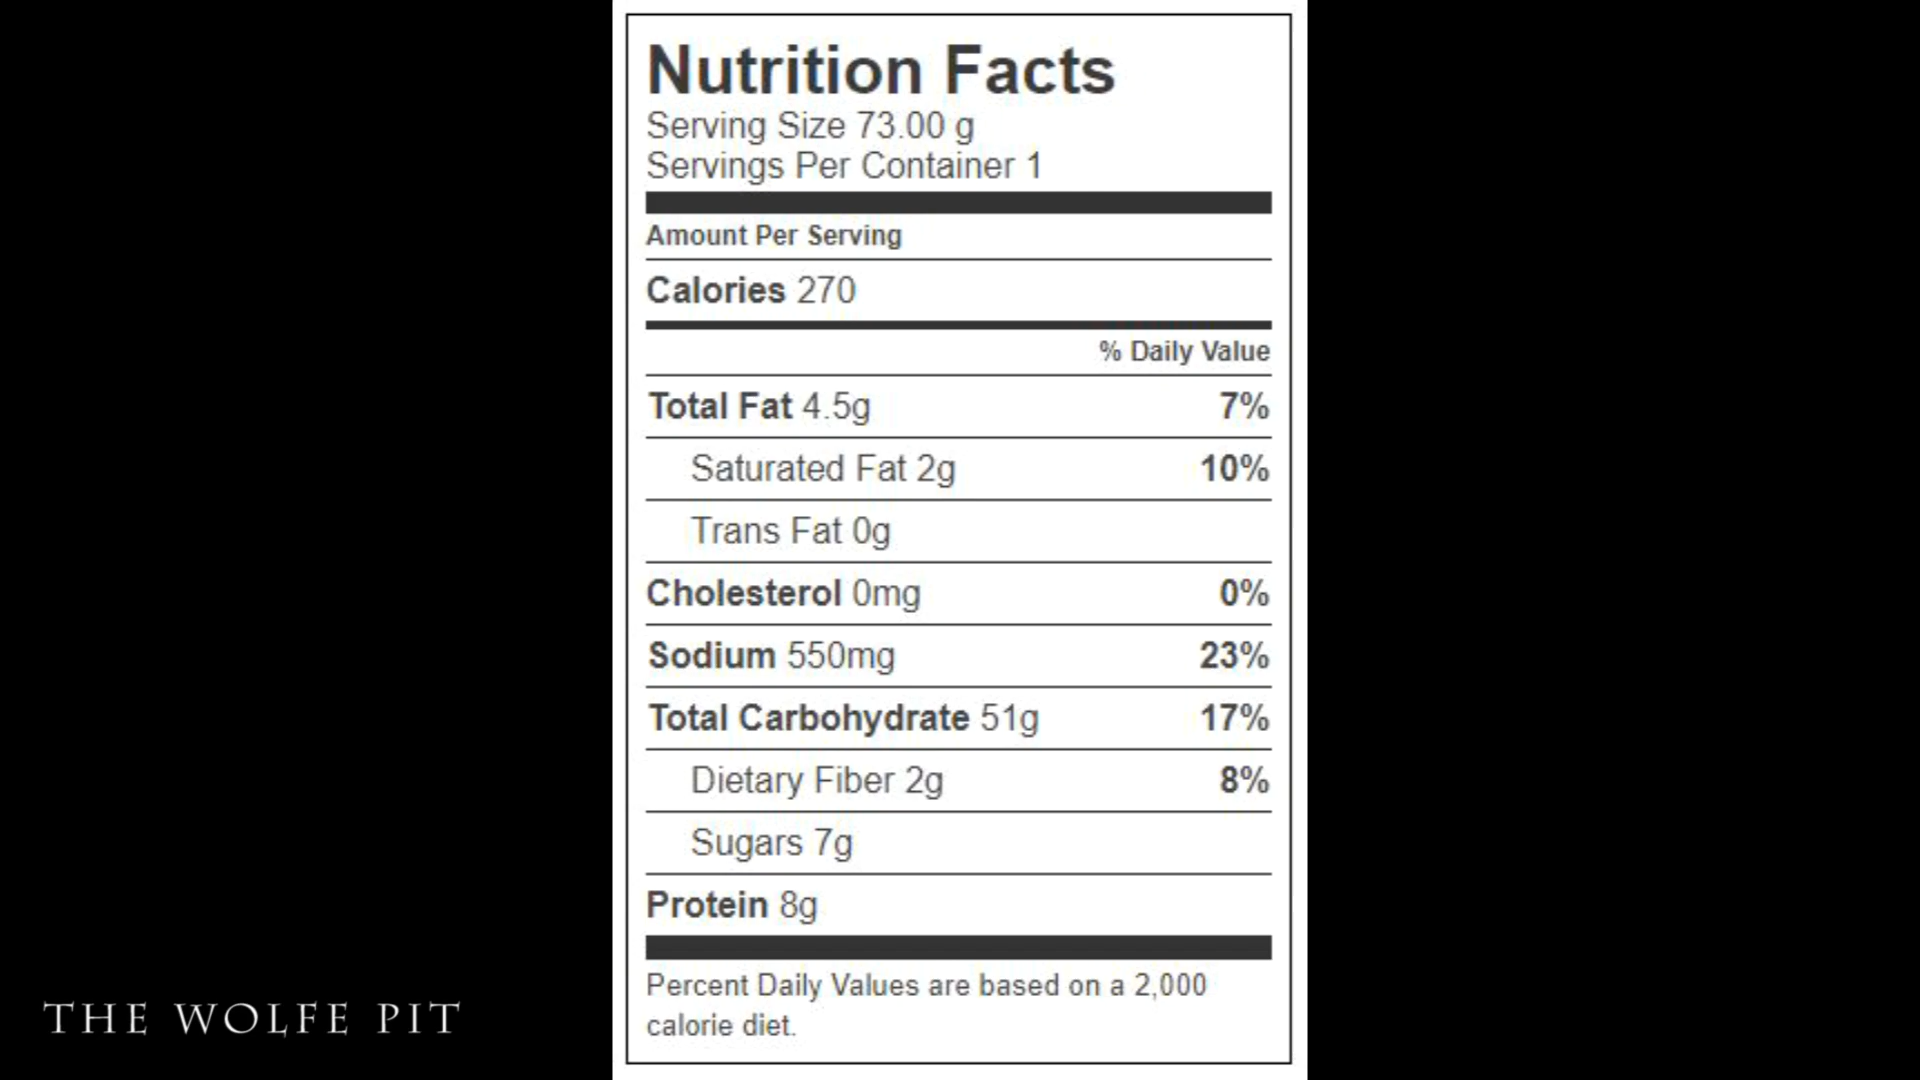 Nutrition Facts
Serving Size 73.00 g
Servings Per Container 1
Amount Per Serving
Calories 270
% Daily Value
Total Fat 4.5g 7%
Saturated Fat 2g 10%
Trans Fat 0g
Cholesterol 0mg 0%
Sodium 550mg 23%
Total Carbohydrate 51g 17%
Dietary Fiber 2g 8%
Sugars 7g
Protein 8g
Percent Daily Values are based on a 2,000
calorie diet.
THE WOLFE PIT